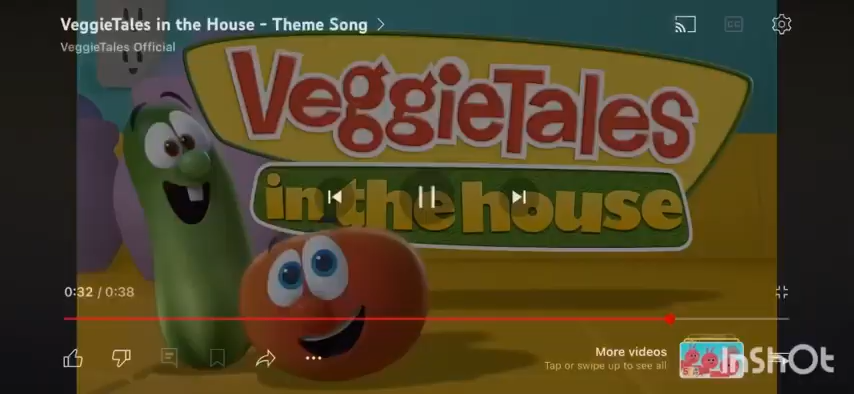 VeggieTales in the House - Theme Song
VeggieTales Official
CC
VeggieTales
in the house
0:32 / 0:38
More videos
Tap or swipe up to see all
InShOt